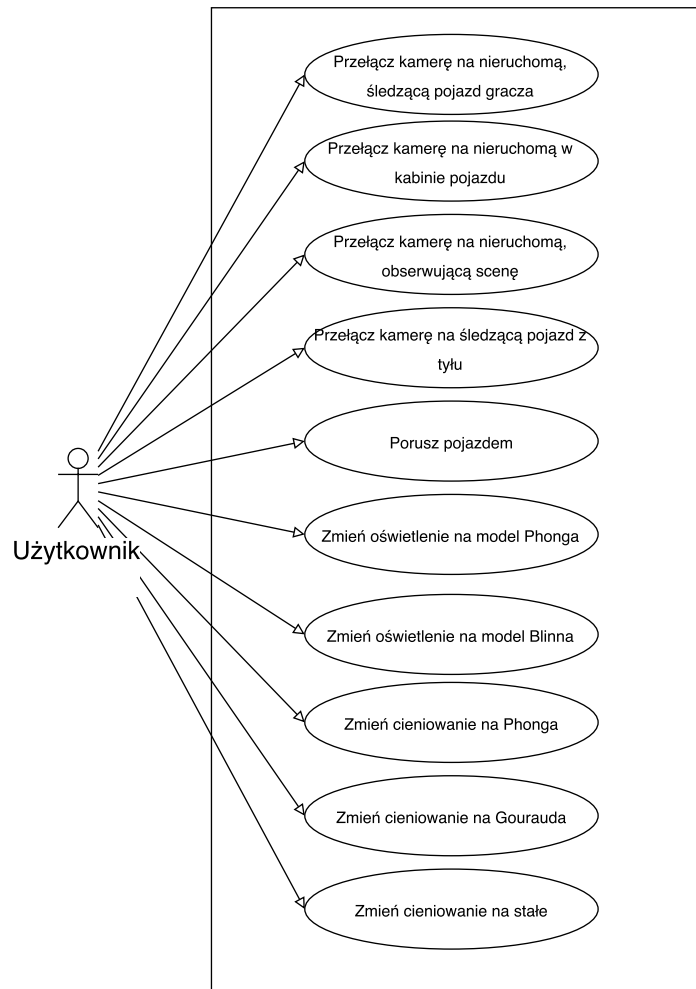 Przełącz kamerę na nieruchomą,
śledzącą pojazd gracza
Przełącz kamerę na nieruchomą w
kabinie pojazdu
Przełącz kamerę na nieruchomą,
obserwującą scenę
Przełącz kamerę na śledzącą pojazd z
tyłu
Porusz pojazdem
Użytkownik
Zmień oświetlenie na model Phonga
Zmień oświetlenie na model Blinna
Zmień cieniowanie na Phonga
Zmień cieniowanie na Gourauda
Zmień cieniowanie na stałe